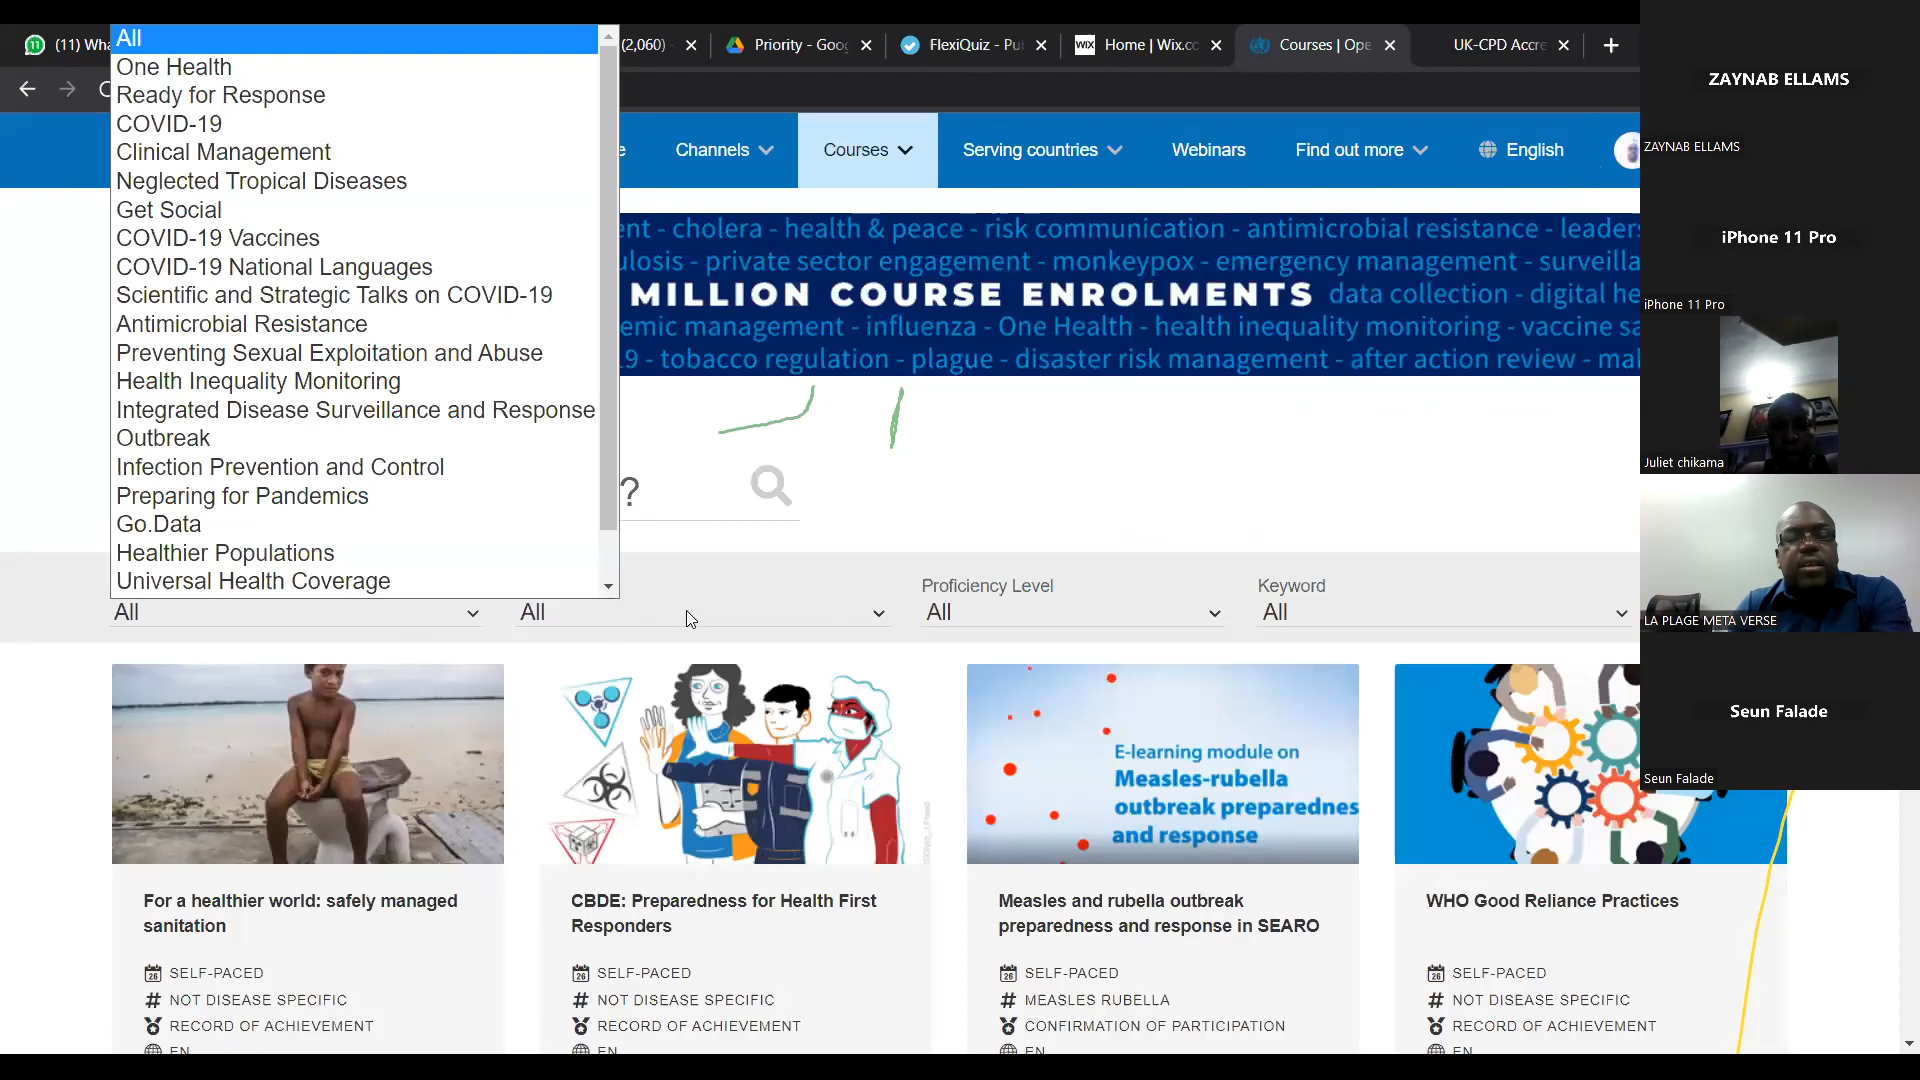 (11) Wha
(2,060)
Priority - Goog
FlexiQuiz - Pu
WIX
Home | Wix.co
Courses | Ope
UK-CPD Accre
All
One Health
Ready for Response
COVID-19
Clinical Management
Neglected Tropical Diseases
Get Social
COVID-19 Vaccines
COVID-19 National Languages
Scientific and Strategic Talks on COVID-19
Antimicrobial Resistance
Preventing Sexual Exploitation and Abuse
Health Inequality Monitoring
Integrated Disease Surveillance and Response
Outbreak
Infection Prevention and Control
Preparing for Pandemics
Go.Data
Healthier Populations
Universal Health Coverage
e
Channels
Courses
Serving countries
Webinars
Find out more
English
ent - cholera - health & peace - risk communication - antimicrobial resistance - leaders
ulosis - private sector engagement - monkeypox - emergency management - surveilla
MILLION COURSE ENROLMENTS data collection - digital he
emic management - influenza - One Health - health inequality monitoring - vaccine sa
19 - tobacco regulation - plague - disaster risk management - after action review - mal
?
All
All
Proficiency Level
All
Keyword
All
E-learning module on
Measles-rubella
outbreak preparednes
and response
For a healthier world: safely managed
sanitation
SELF-PACED
NOT DISEASE SPECIFIC
RECORD OF ACHIEVEMENT
EN
CBDE: Preparedness for Health First
Responders
SELF-PACED
NOT DISEASE SPECIFIC
RECORD OF ACHIEVEMENT
EN
Measles and rubella outbreak
preparedness and response in SEARO
SELF-PACED
MEASLES RUBELLA
CONFIRMATION OF PARTICIPATION
EN
WHO Good Reliance Practices
SELF-PACED
NOT DISEASE SPECIFIC
RECORD OF ACHIEVEMENT
EN
ZAYNAB ELLAMS
ZAYNAB ELLAMS
iPhone 11 Pro
iPhone 11 Pro
Juliet chikama
LA PLAGE META VERSE
Seun Falade
Seun Falade